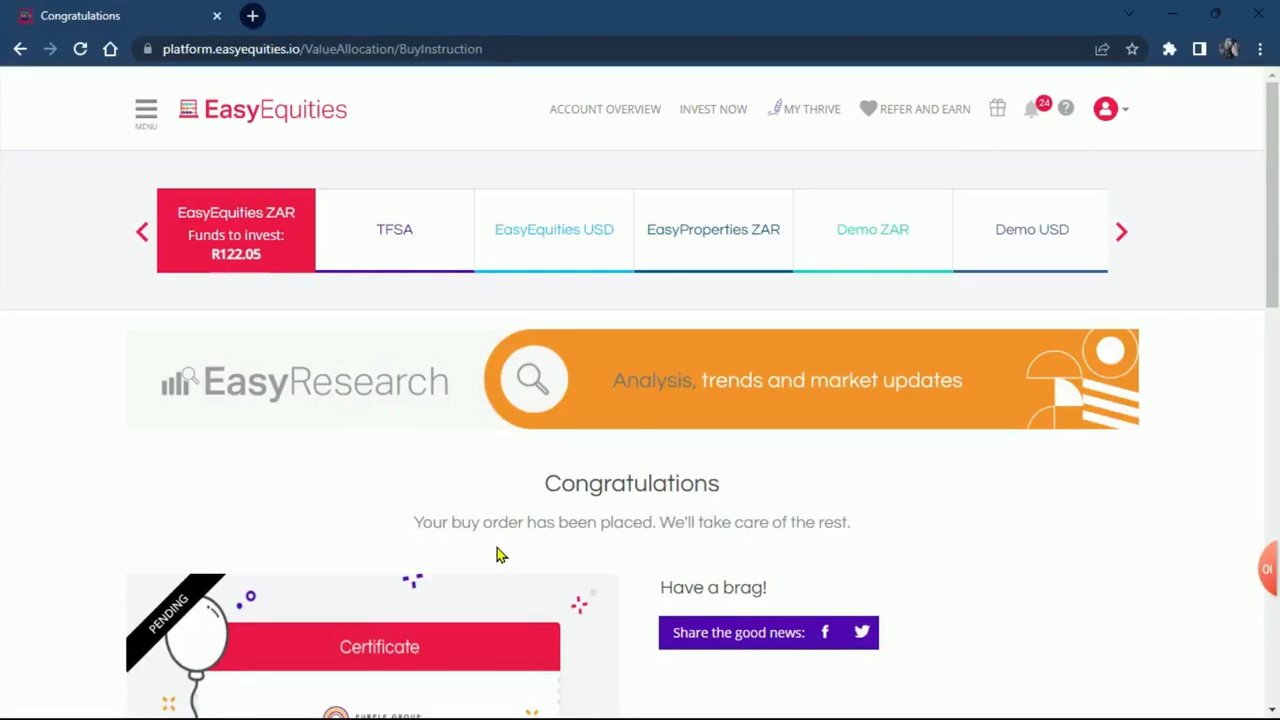 Congratulations
platform.easyequities.io/ValueAllocation/BuyInstruction
MENU
EasyEquities
ACCOUNT OVERVIEW
INVEST NOW
MY THRIVE
REFER AND EARN
24
?
EasyEquities ZAR
Funds to invest:
R122.05
TFSA
EasyEquities USD
EasyProperties ZAR
Demo ZAR
Demo USD
EasyResearch
Analysis, trends and market updates
Congratulations
Your buy order has been placed. We'll take care of the rest.
PENDING
Certificate
PURPLE GROUP
Have a brag!
Share the good news: